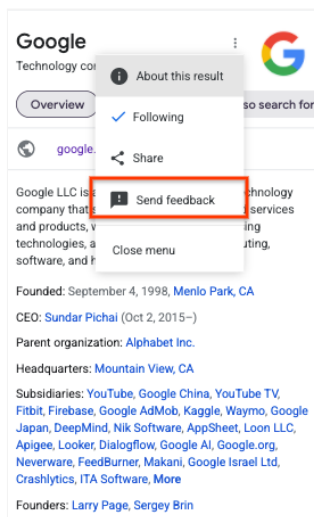 Google
Technology co
About this result
Overview
so search for
Following
google.
Share
Google LLC is
chnology
Send feedback
company that
services
and products,
ing
technologies, a
uting,
Close menu
software, and
Founded: September 4, 1998, Menlo Park, CA
CEO: Sundar Pichai (Oct 2, 2015–)
Parent organization: Alphabet Inc.
Headquarters: Mountain View, CA
Subsidiaries: YouTube, Google China, YouTube TV,
Fitbit, Firebase, Google AdMob, Kaggle, Waymo, Google
Japan, DeepMind, Nik Software, AppSheet, Loon LLC,
Apigee, Looker, Dialogflow, Google AI, Google.org,
Neverware, FeedBurner, Makani, Google Israel Ltd,
Crashlytics, ITA Software, More
Founders: Larry Page, Sergey Brin